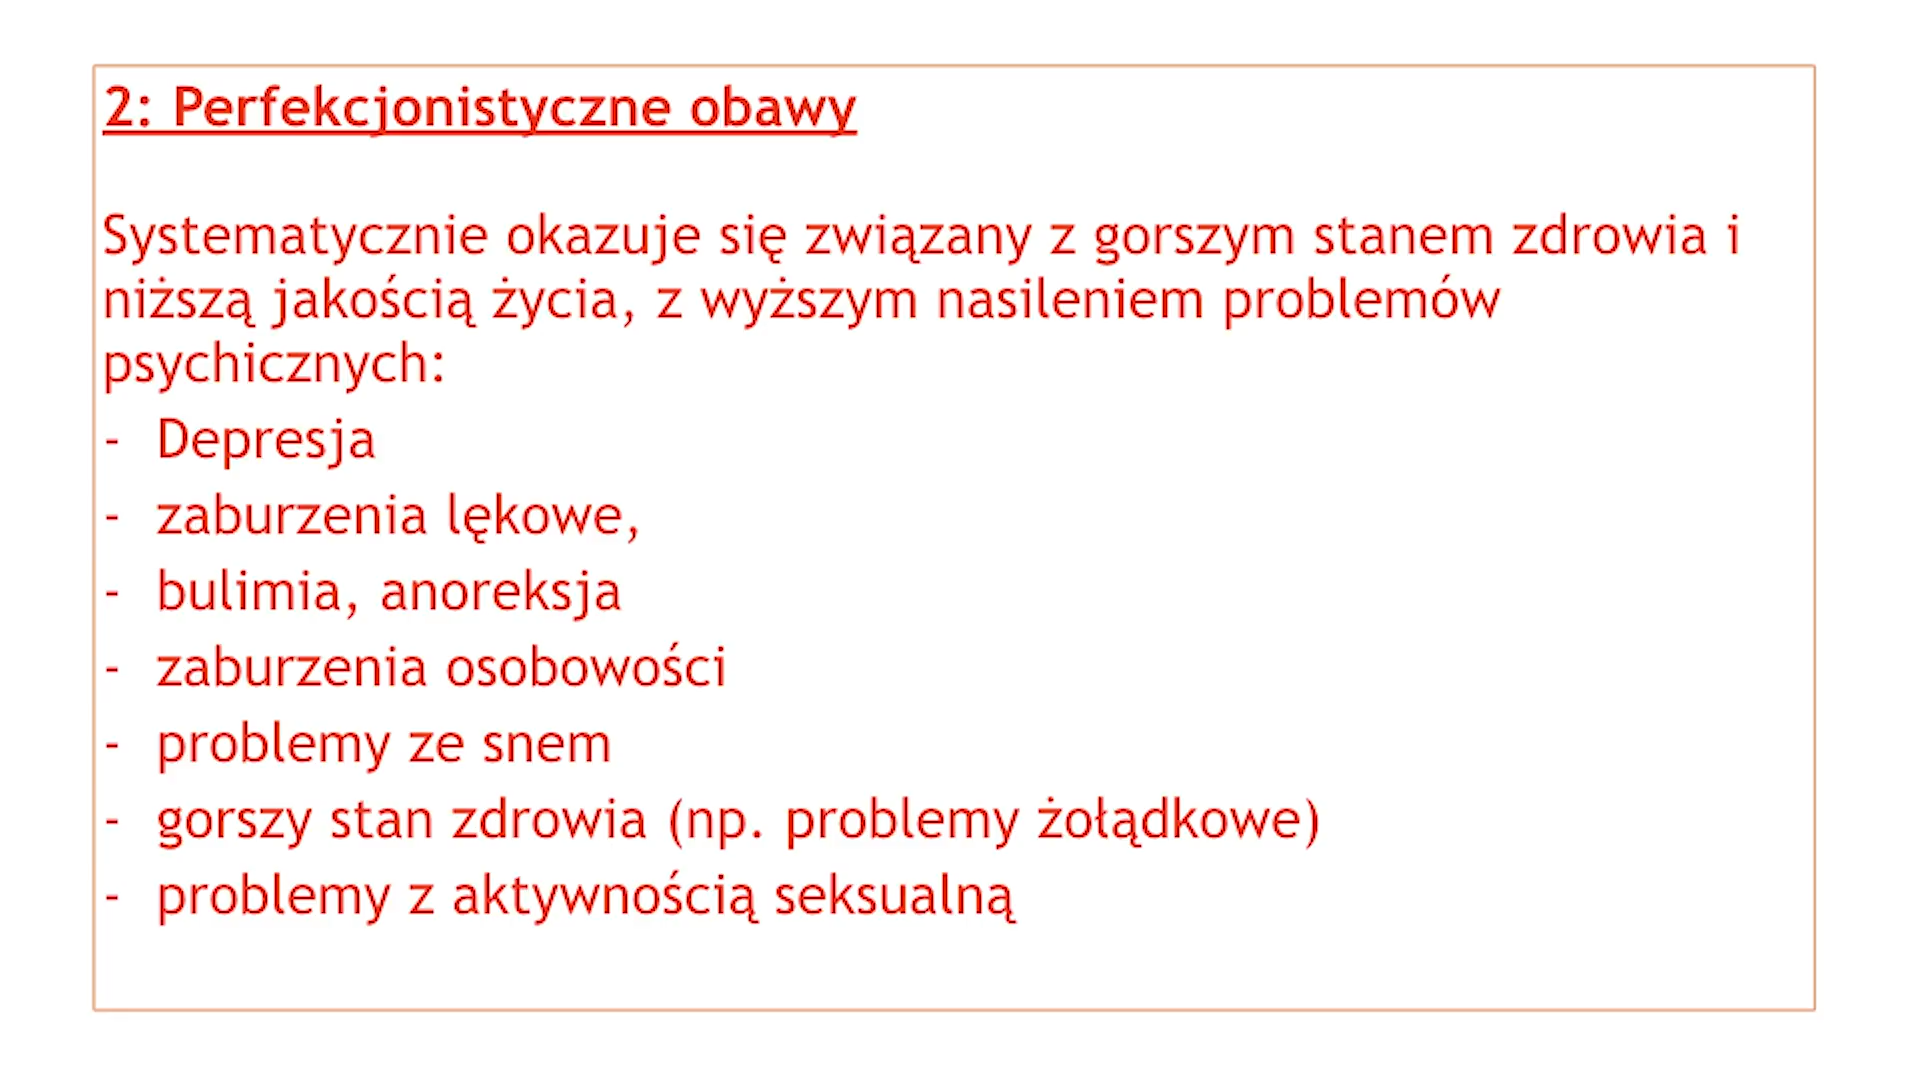 2: Perfekcjonistyczne obawy
Systematycznie okazuje się związany z gorszym stanem zdrowia i
niższą jakością życia, z wyższym nasileniem problemów
psychicznych:
- Depresja
- zaburzenia lękowe,
- bulimia, anoreksja
- zaburzenia osobowości
- problemy ze snem
- gorszy stan zdrowia (np. problemy żołądkowe)
- problemy z aktywnością seksualną